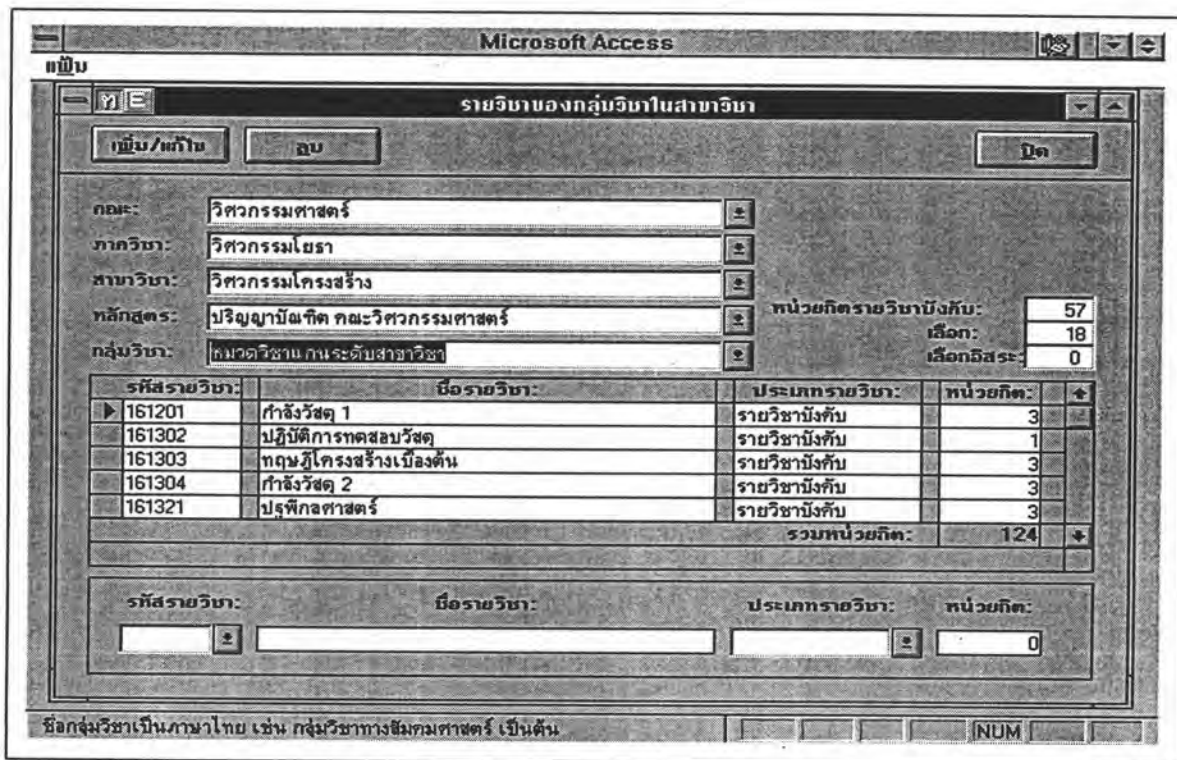 Microsoft Access
แฟ้ม
ท E รายวิชาของกลุ่มวิชาในสาขาวิชา
เพิ่ม/แก้ไข ลบ ปิด
คณะ: วิศวกรรมศาสตร์
ภาควิชา: วิศวกรรมโยธา
สาขาวิชา: วิศวกรรมโครงสร้าง
หลักสูตร: ปริญญาบัณฑิต คณะวิศวกรรมศาสตร์ หน่วยกิตรายวิชาบังคับ: 57
เลือก: 18
กลุ่มวิชา: หมวดวิชาแกนระดับสาขาวิชา เลือกอิสระ: 0
รหัสรายวิชา: ชื่อรายวิชา: ประเภทรายวิชา: หน่วยกิต:
161201 กำลังวัสดุ 1 รายวิชาบังคับ 3
161302 ปฏิบัติการทดสอบวัสดุ รายวิชาบังคับ 1
161303 ทฤษฎีโครงสร้างเบื้องต้น รายวิชาบังคับ 3
161304 กำลังวัสดุ 2 รายวิชาบังคับ 3
161321 ปฐพีกลศาสตร์ รายวิชาบังคับ 3
รวมหน่วยกิต: 124
รหัสรายวิชา: ชื่อรายวิชา: ประเภทรายวิชา: หน่วยกิต:
0
ชื่อกลุ่มวิชาเป็นภาษาไทย เช่น กลุ่มวิชาทางสังคมศาสตร์ เป็นต้น NUM